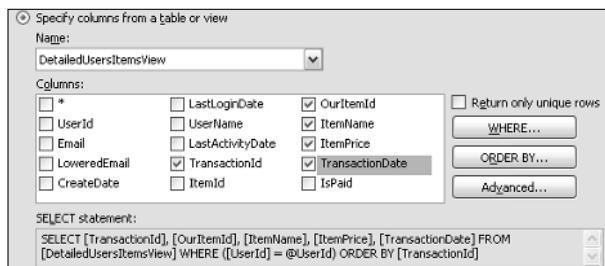 Specify columns from a table or view
Name:
DetailedUsersItemsView
Columns:
* LastLoginDate OurItemId Return only unique rows
UserId UserName ItemName WHERE...
Email LastActivityDate ItemPrice
LoweredEmail TransactionId TransactionDate ORDER BY...
CreateDate ItemId IsPaid Advanced...
SELECT statement:
SELECT [TransactionId], [OurItemId], [ItemName], [ItemPrice], [TransactionDate] FROM
[DetailedUsersItemsView] WHERE ([UserId] = @UserId) ORDER BY [TransactionId]